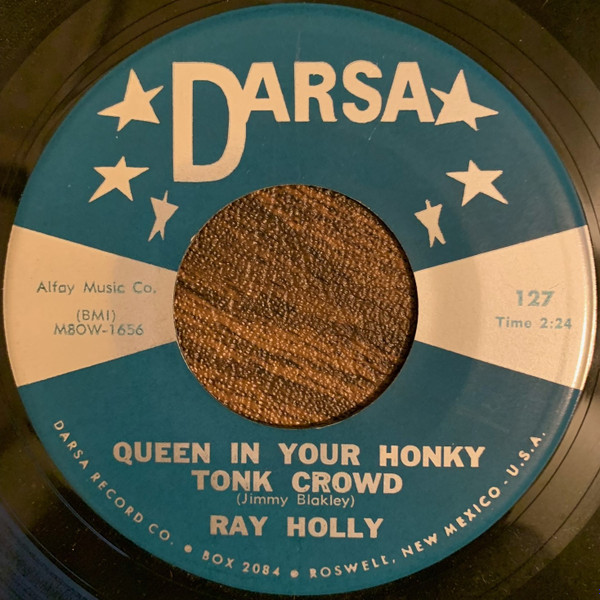 DARSA
Alfay Music Co.
(BMI)
M8OW-1656
127
Time 2:24
QUEEN IN YOUR HONKY
TONK CROWD
(Jimmy Blakley)
RAY HOLLY
DARSA RECORD CO. • BOX 2084 • ROSWELL, NEW MEXICO - U.S.A.